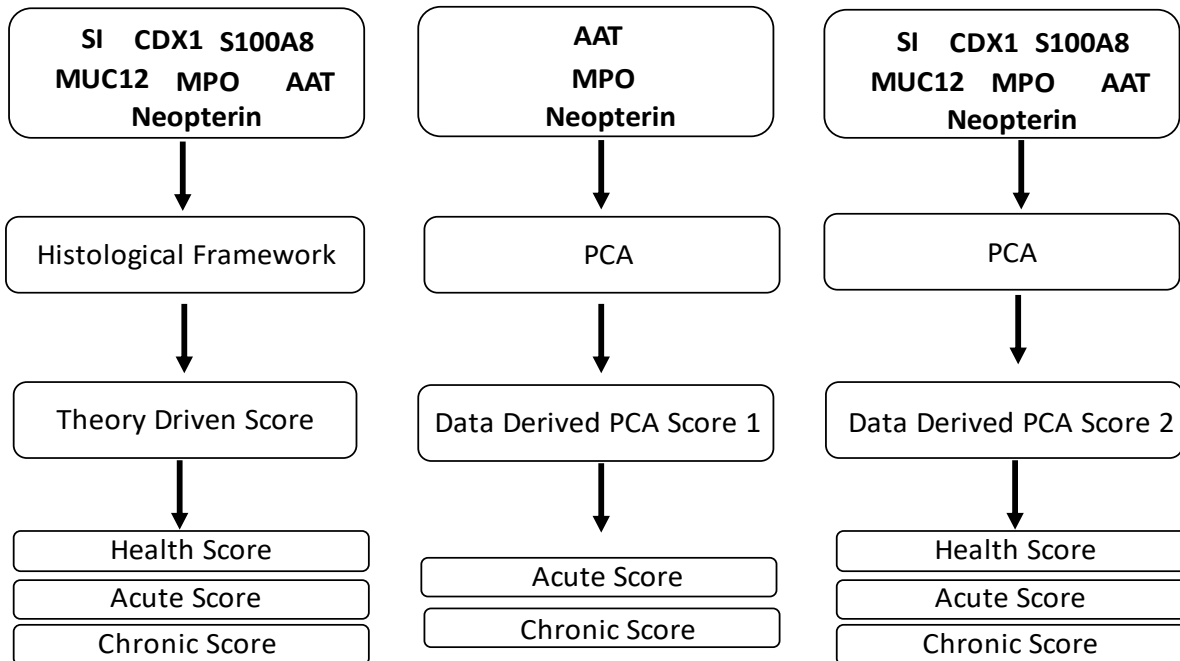 SI CDX1 S100A8
MUC12 MPO AAT
Neopterin
Histological Framework
Theory Driven Score
Health Score
Acute Score
Chronic Score
AAT
MPO
Neopterin
PCA
Data Derived PCA Score 1
Acute Score
Chronic Score
SI CDX1 S100A8
MUC12 MPO AAT
Neopterin
PCA
Data Derived PCA Score 2
Health Score
Acute Score
Chronic Score